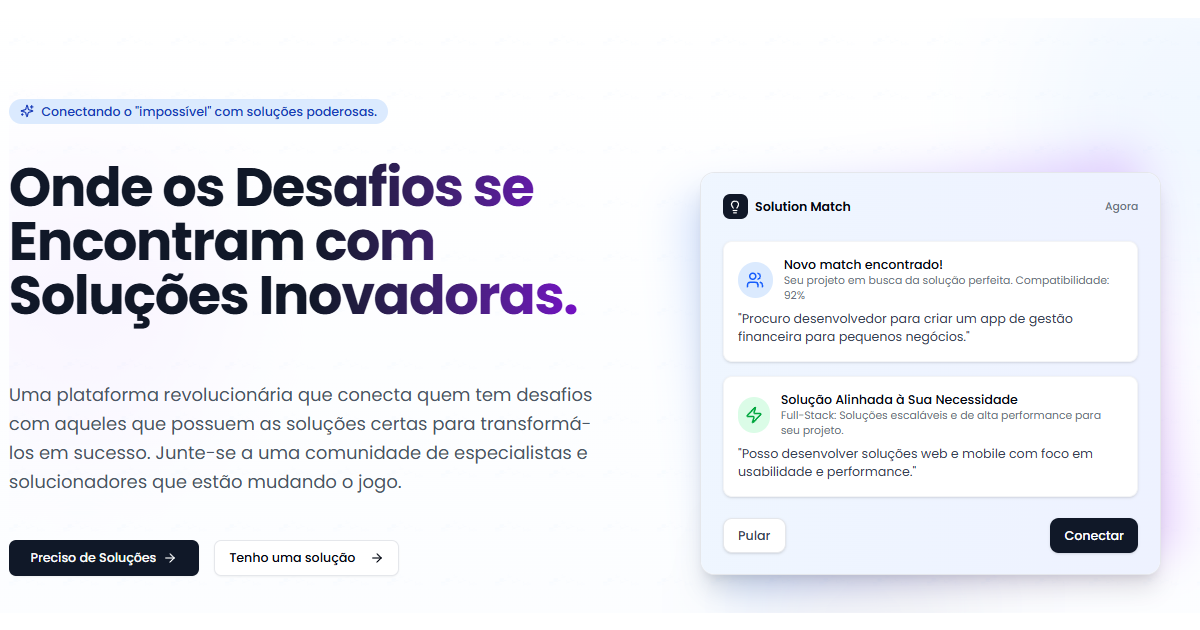 Conectando o "impossível" com soluções poderosas.
Onde os Desafios se
Encontram com
Soluções Inovadoras.
Uma plataforma revolucionária que conecta quem tem desafios
com aqueles que possuem as soluções certas para transformá-
los em sucesso. Junte-se a uma comunidade de especialistas e
solucionadores que estão mudando o jogo.
Preciso de Soluções →
Tenho uma solução →
Solution Match
Agora
Novo match encontrado!
Seu projeto em busca da solução perfeita. Compatibilidade:
92%
"Procuro desenvolvedor para criar um app de gestão
financeira para pequenos negócios."
Solução Alinhada à Sua Necessidade
Full-Stack: Soluções escaláveis e de alta performance para
seu projeto.
"Posso desenvolver soluções web e mobile com foco em
usabilidade e performance."
Pular
Conectar